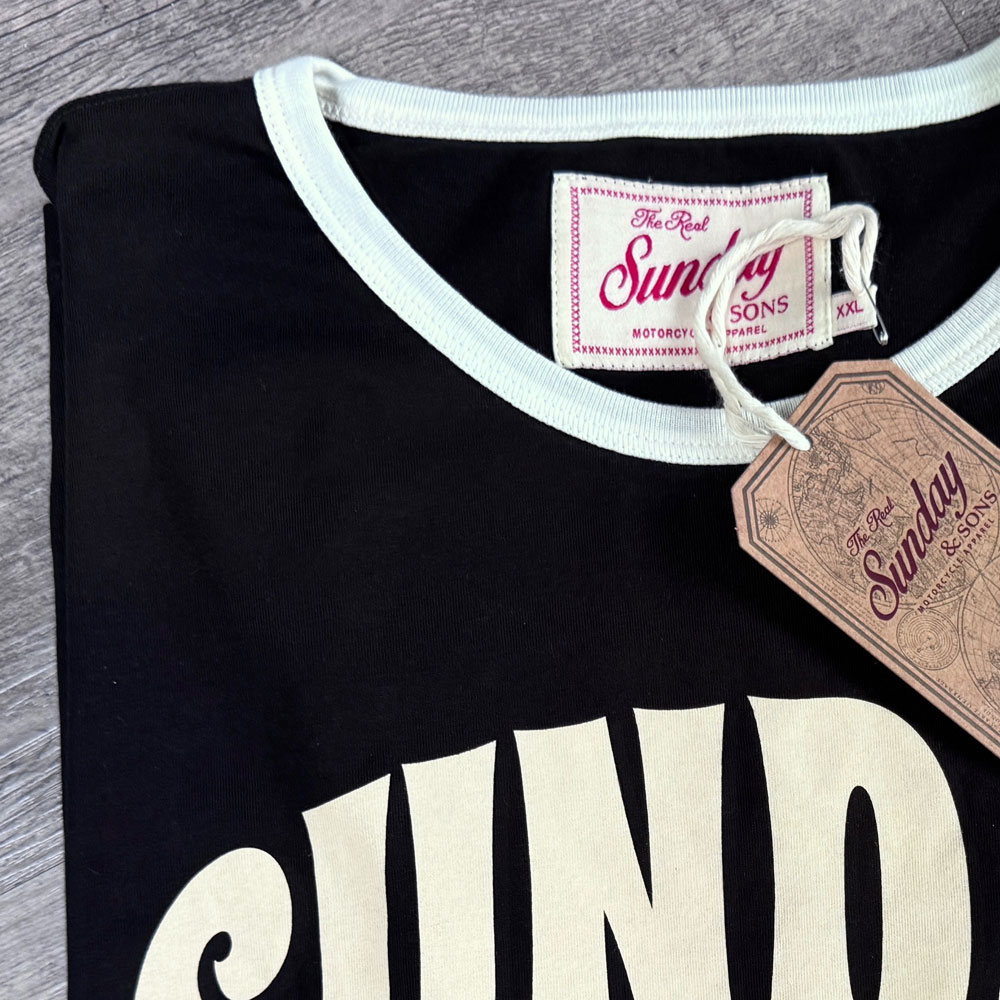 The Real
Sunday
& SONS
MOTORCYCLE APPAREL
XXL
The Real
Sunday
& SONS
MOTORCYCLE APPAREL
SUND